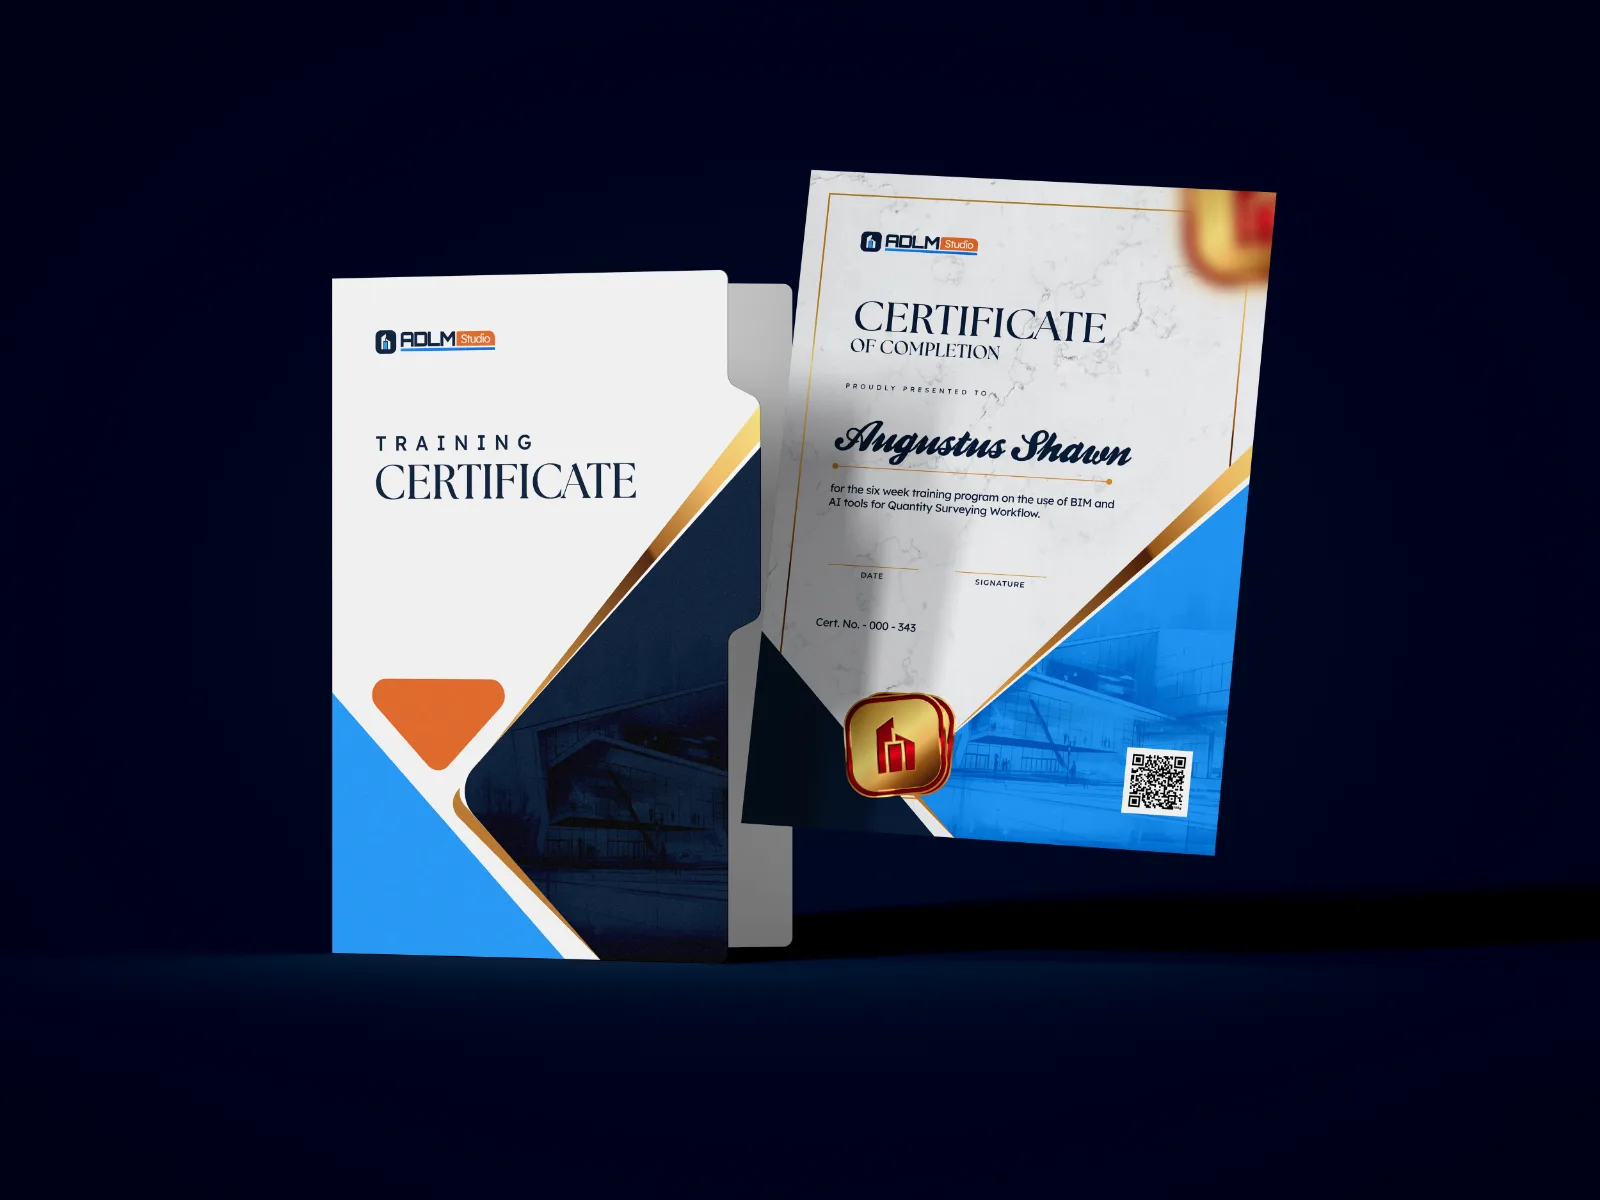 ADLM Studio
TRAINING
CERTIFICATE
ADLM Studio
CERTIFICATE
OF COMPLETION
PROUDLY PRESENTED TO
Augustus Shawn
for the six week training program on the use of BIM and
AI tools for Quantity Surveying Workflow.
DATE
SIGNATURE
Cert. No. - 000 - 343